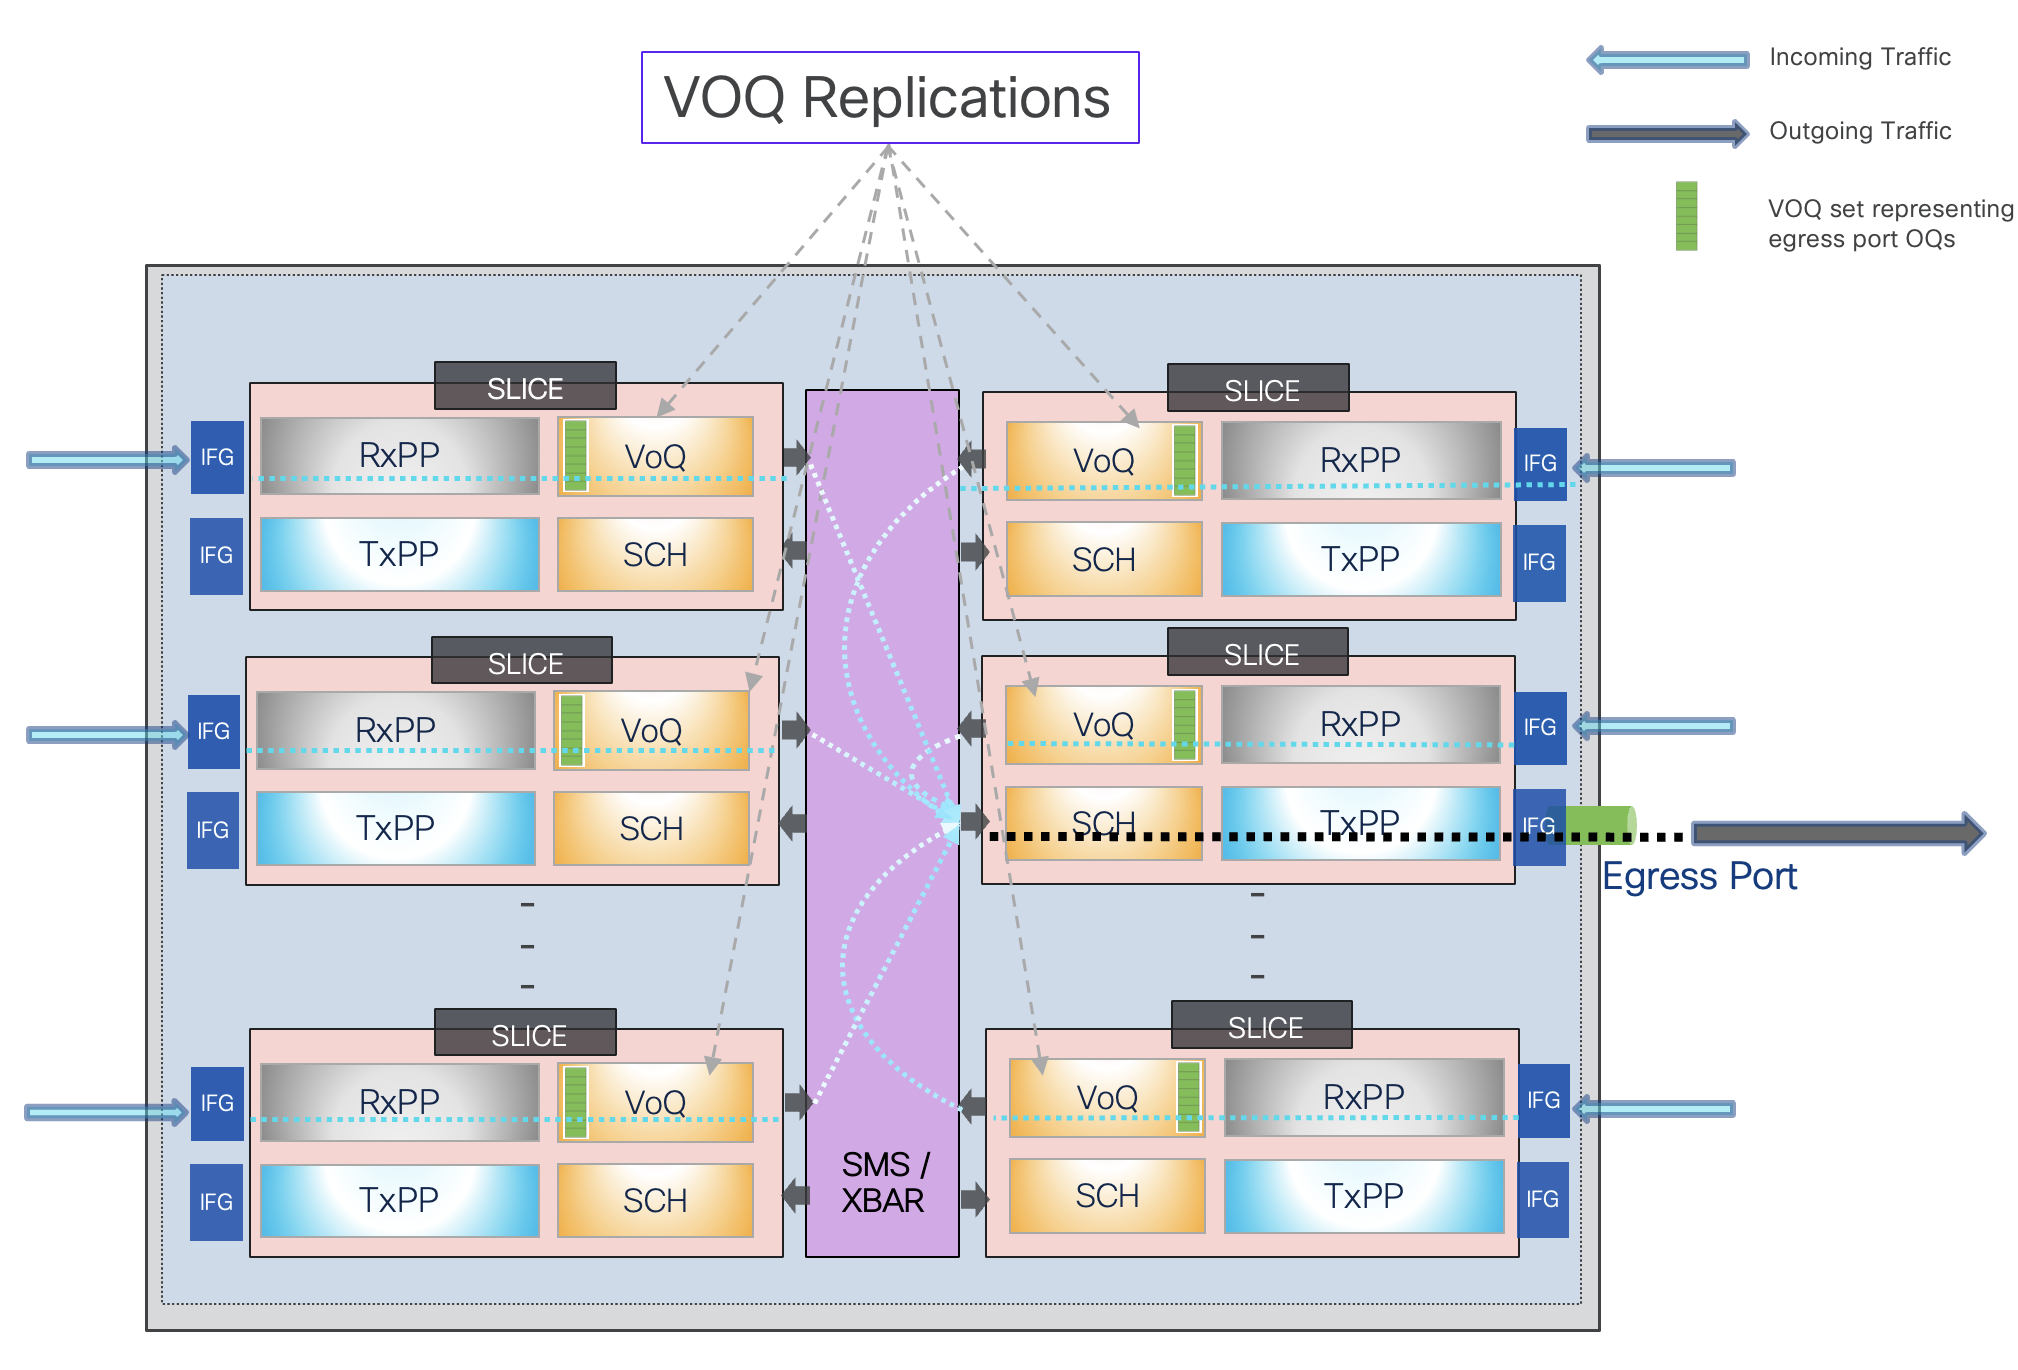 VOQ Replications
Incoming Traffic
Outgoing Traffic
VOQ set representing
egress port OQs
SLICE
IFG
RxPP
VoQ
IFG
TxPP
SCH
SLICE
VoQ
RxPP
IFG
SCH
TxPP
IFG
SLICE
IFG
RxPP
VoQ
IFG
TxPP
SCH
SLICE
VoQ
RxPP
IFG
SCH
TxPP
IFG
Egress Port
SLICE
IFG
RxPP
VoQ
IFG
TxPP
SCH
SMS /
XBAR
SLICE
VoQ
RxPP
IFG
SCH
TxPP
IFG